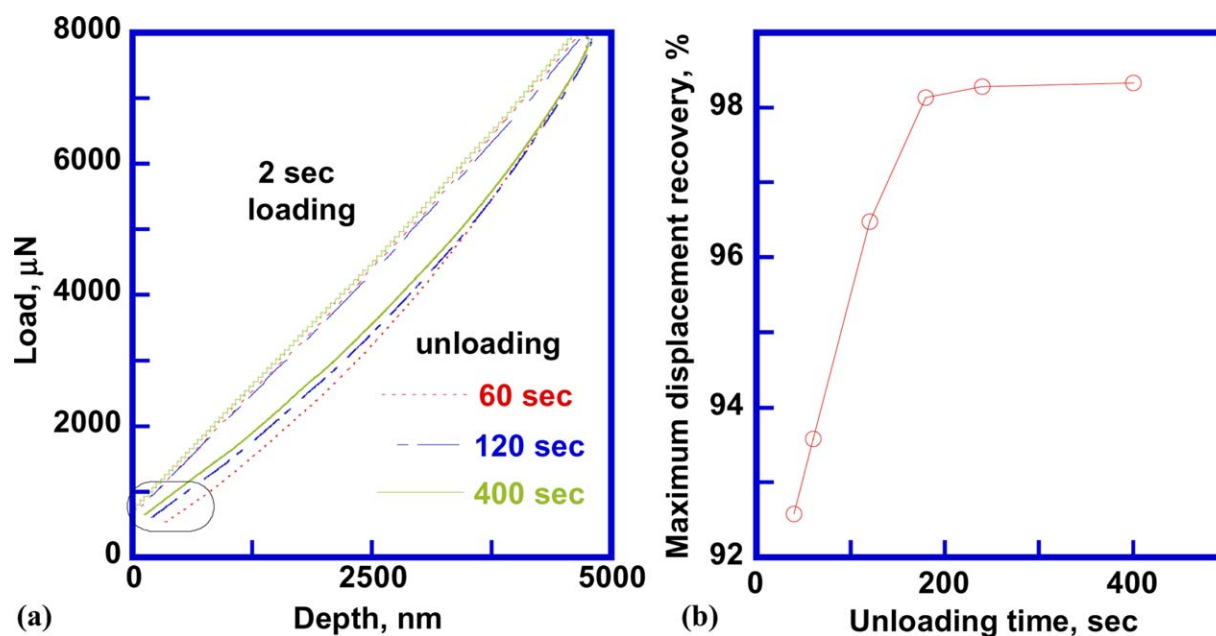 8000
6000
4000
2000
0
Load, μN
2 sec
loading
unloading
60 sec
120 sec
400 sec
0
2500
5000
Depth, nm
(a)
98
96
94
92
Maximum displacement recovery, %
0
200
400
Unloading time, sec
(b)